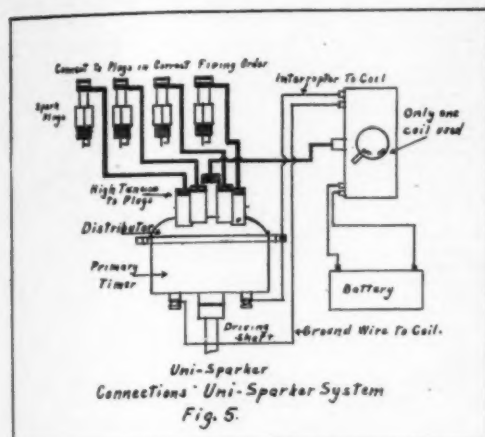 Connect to Plugs in Correct Firing Order
Spark
Plugs
Interruptor To Coil
Only one
coil used
High Tension
to Plugs
Distributor
Primary
Timer
Battery
Driving
Shaft
Ground Wire To Coil.
Uni-Sparker
Connections Uni-Sparker System
Fig. 5.